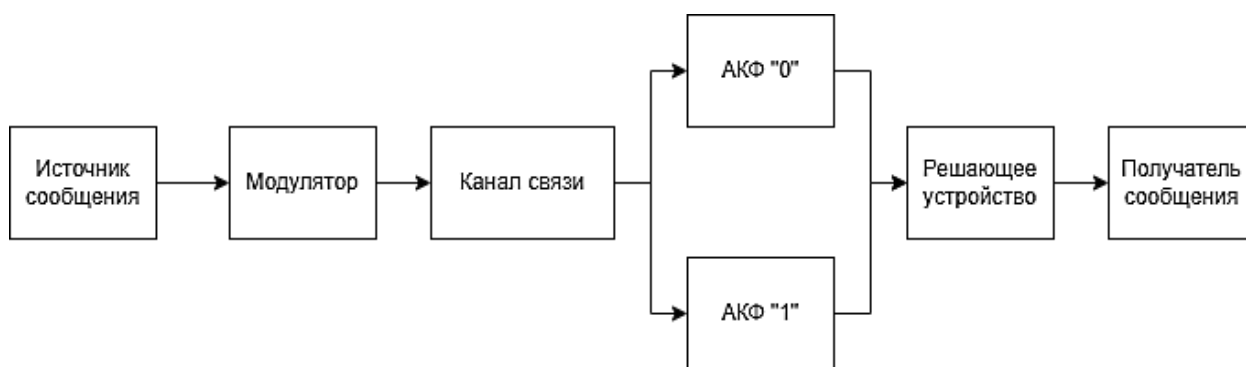 АКФ "0"
Источник
сообщения
Модулятор
Канал связи
Решающее
устройство
Получатель
сообщения
АКФ "1"